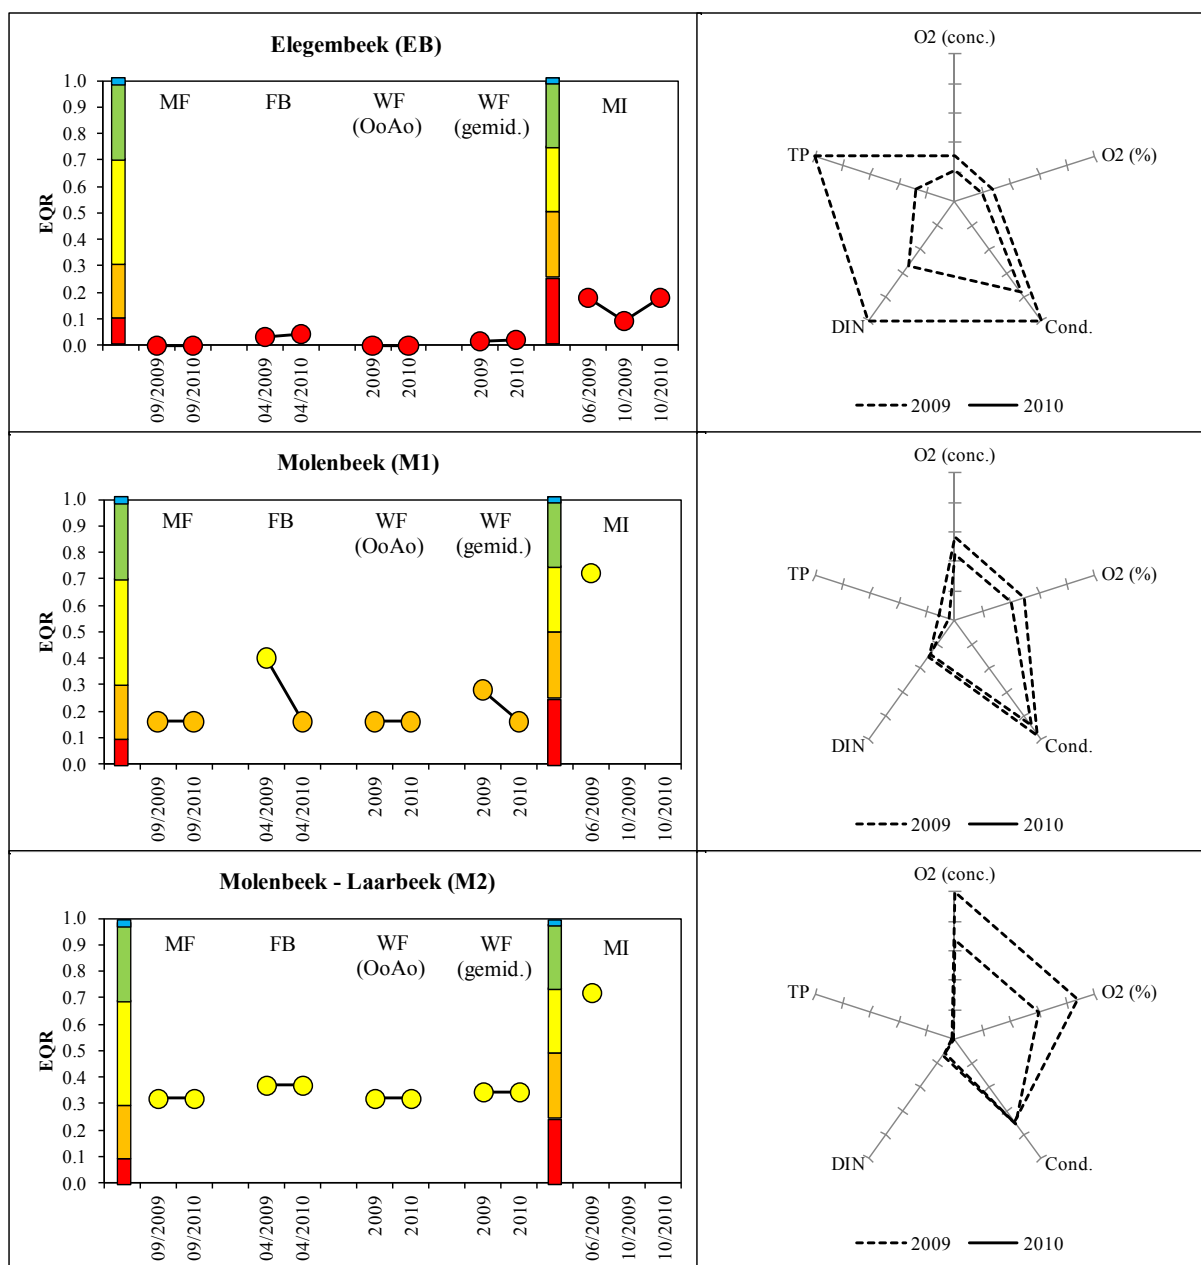 Elegembeek (EB)
EQR
1.0
0.9
0.8
0.7
0.6
0.5
0.4
0.3
0.2
0.1
0.0
MF
FB
WF
(OoAo)
WF
(gemid.)
MI
09/2009
09/2010
04/2009
04/2010
2009
2010
2009
2010
06/2009
10/2009
10/2010
O2 (conc.)
O2 (%)
Cond.
DIN
TP
2009
2010
Molenbeek (M1)
EQR
1.0
0.9
0.8
0.7
0.6
0.5
0.4
0.3
0.2
0.1
0.0
MF
FB
WF
(OoAo)
WF
(gemid.)
MI
09/2009
09/2010
04/2009
04/2010
2009
2010
2009
2010
06/2009
10/2009
10/2010
O2 (conc.)
O2 (%)
Cond.
DIN
TP
2009
2010
Molenbeek - Laarbeek (M2)
EQR
1.0
0.9
0.8
0.7
0.6
0.5
0.4
0.3
0.2
0.1
0.0
MF
FB
WF
(OoAo)
WF
(gemid.)
MI
09/2009
09/2010
04/2009
04/2010
2009
2010
2009
2010
06/2009
10/2009
10/2010
O2 (conc.)
O2 (%)
Cond.
DIN
TP
2009
2010